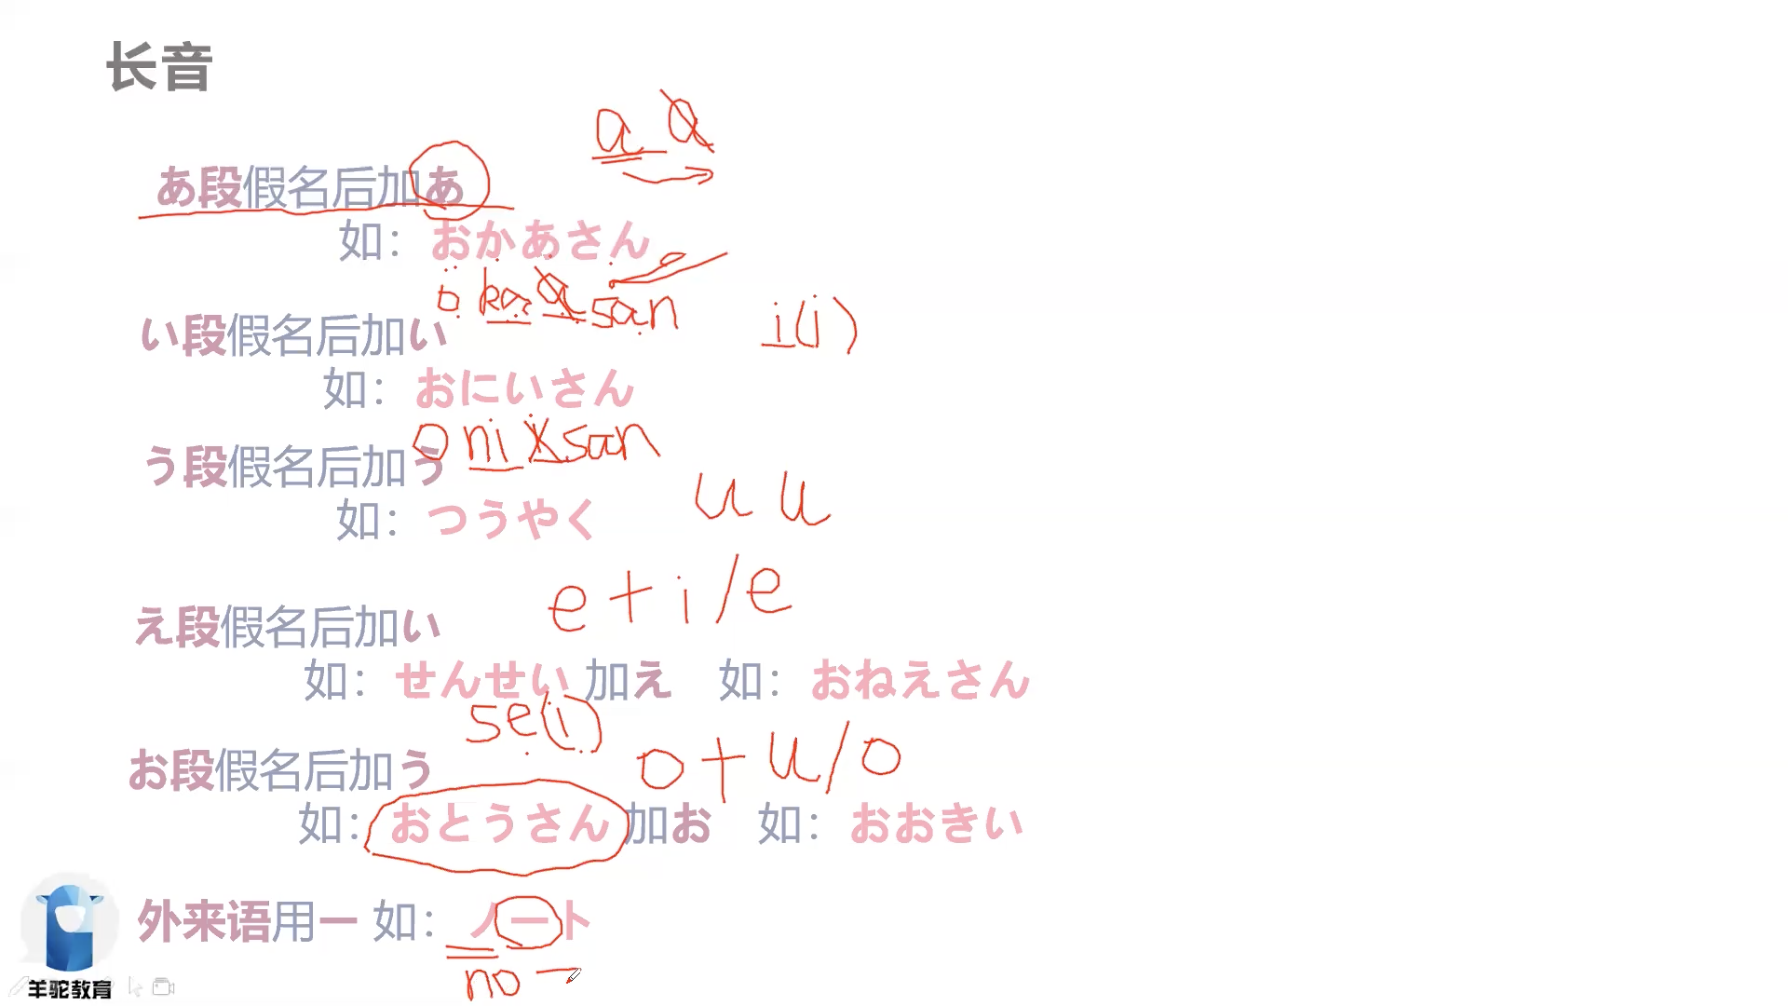 长音
a a
あ段假名后加あ
如：おかあさん
o ka a san
い段假名后加い
i(i)
如：おにいさん
o ni i san
う段假名后加う
u u
如：つうやく
e + i / e
え段假名后加い
如：せんせい 加え 如：おねえさん
se(i)
お段假名后加う
o + u / o
如：おとうさん 加お 如：おおきい
外来语用ー 如：ノート
no ー
羊驼教育